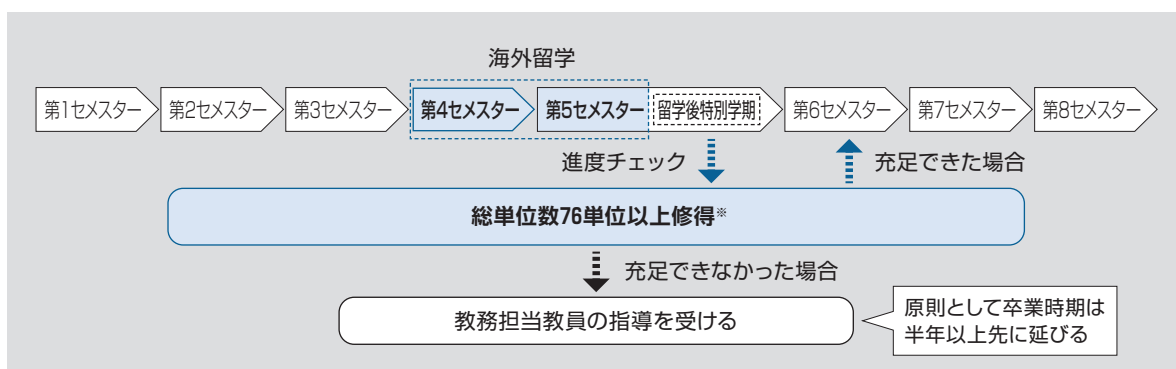 海外留学
第1セメスター
第2セメスター
第3セメスター
第4セメスター
第5セメスター
留学後特別学期
第6セメスター
第7セメスター
第8セメスター
進度チェック
充足できた場合
総単位数76単位以上修得※
充足できなかった場合
教務担当教員の指導を受ける
原則として卒業時期は
半年以上先に延びる